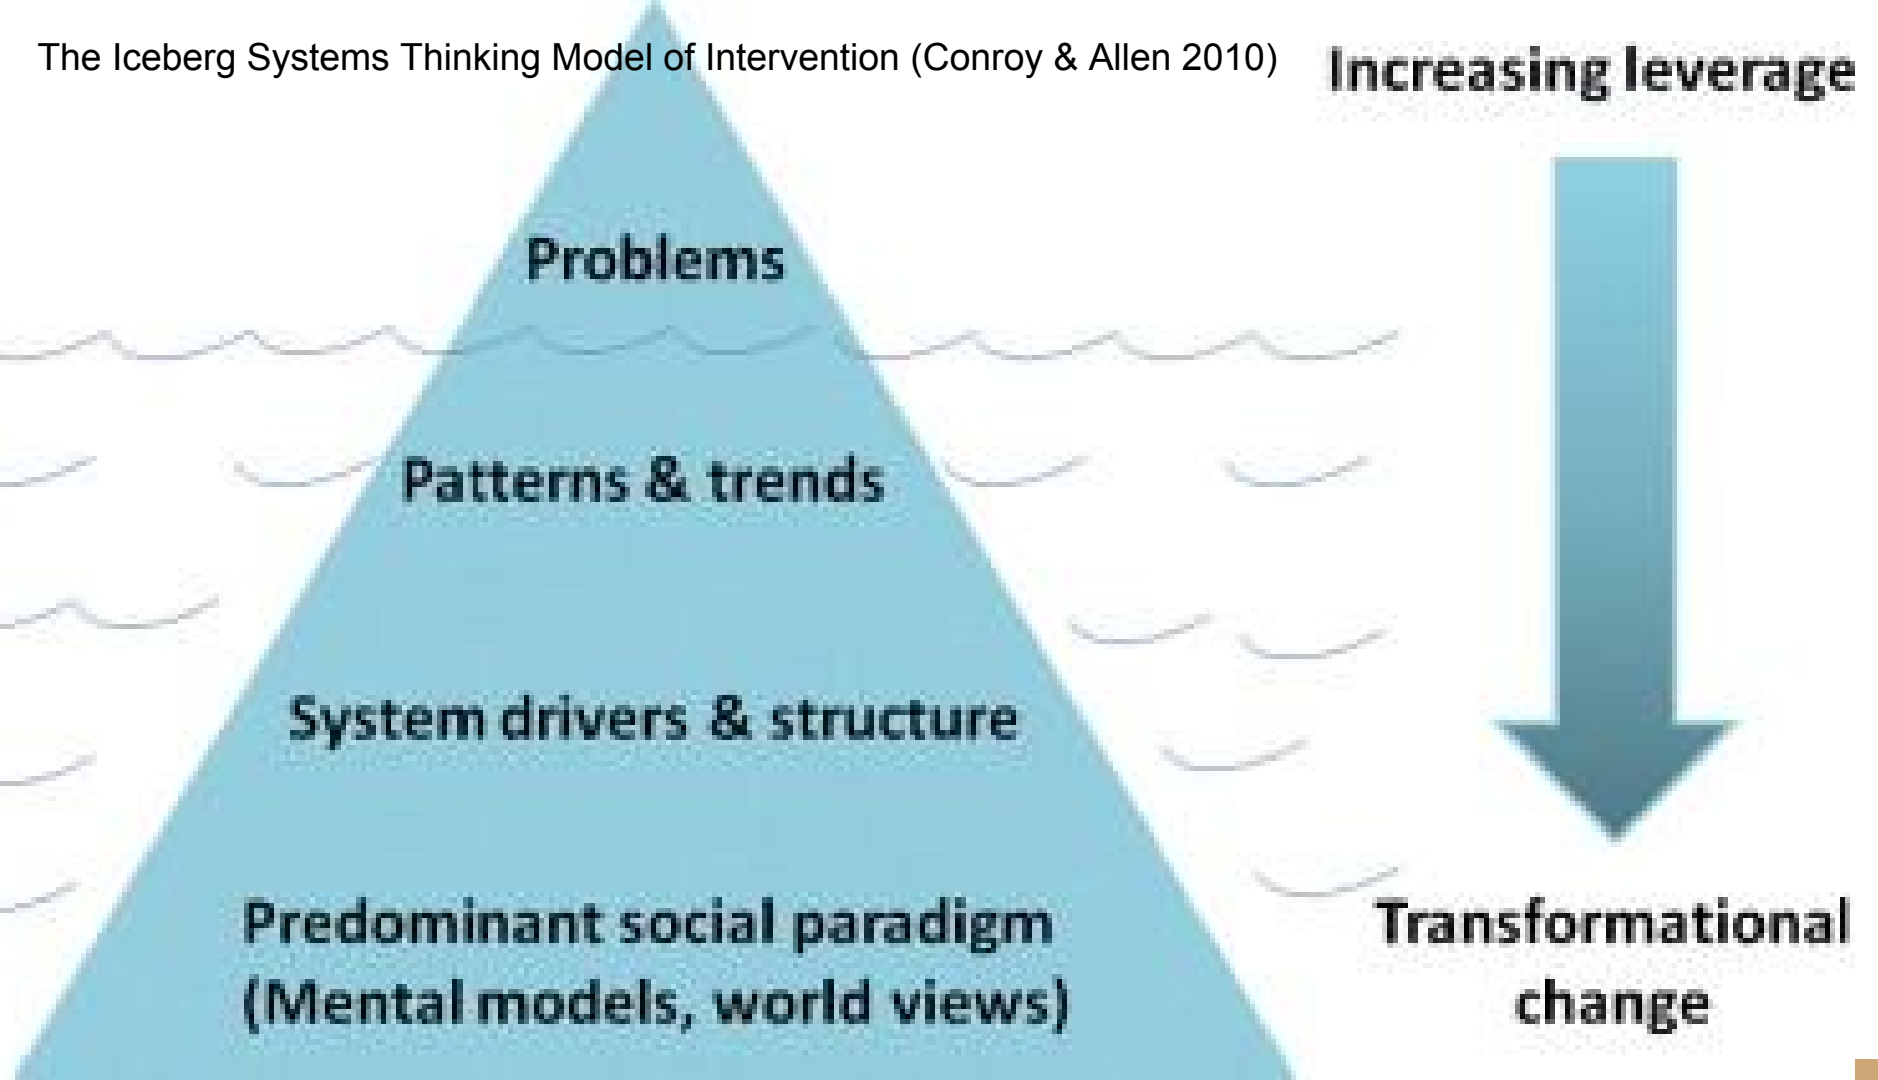 The Iceberg Systems Thinking Model of Intervention (Conroy & Allen 2010)
Increasing leverage
Problems
Patterns & trends
System drivers & structure
Predominant social paradigm
(Mental models, world views)
Transformational
change